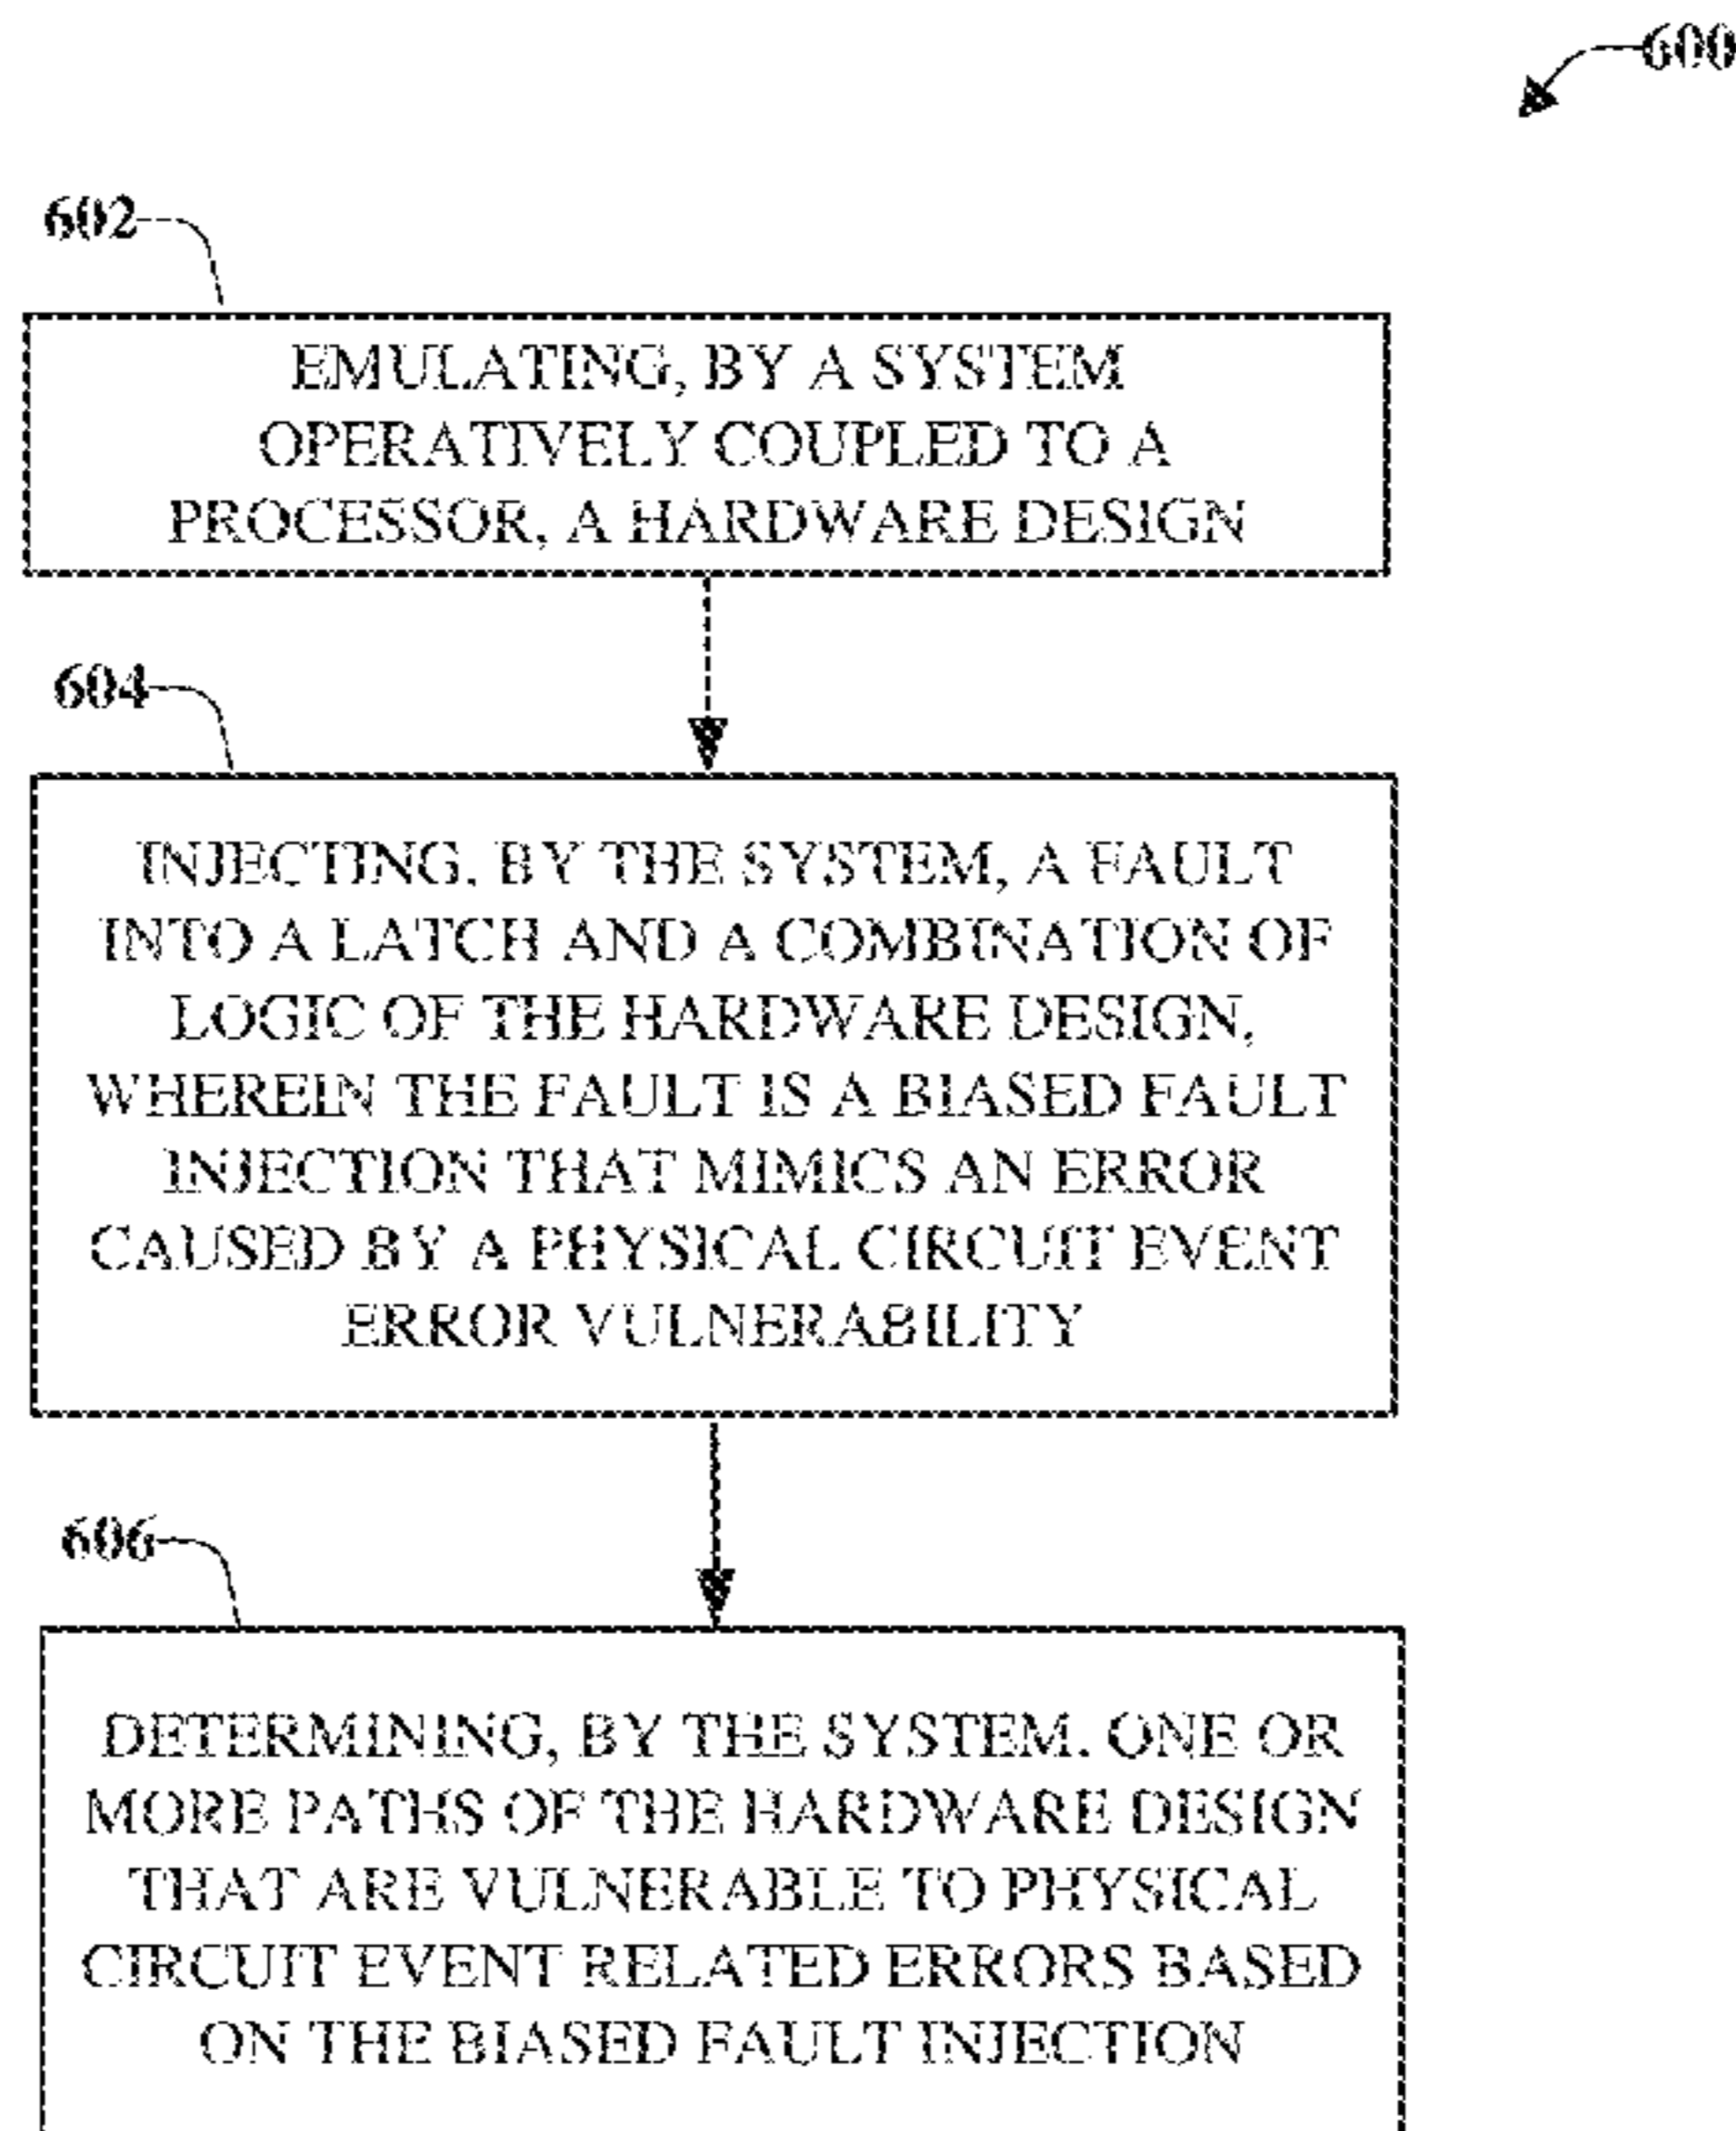 600
602
EMULATING, BY A SYSTEM
OPERATIVELY COUPLED TO A
PROCESSOR, A HARDWARE DESIGN
604
INJECTING, BY THE SYSTEM, A FAULT
INTO A LATCH AND A COMBINATION OF
LOGIC OF THE HARDWARE DESIGN,
WHEREIN THE FAULT IS A BIASED FAULT
INJECTION THAT MIMICS AN ERROR
CAUSED BY A PHYSICAL CIRCUIT EVENT
ERROR VULNERABILITY
606
DETERMINING, BY THE SYSTEM, ONE OR
MORE PATHS OF THE HARDWARE DESIGN
THAT ARE VULNERABLE TO PHYSICAL
CIRCUIT EVENT RELATED ERRORS BASED
ON THE BIASED FAULT INJECTION